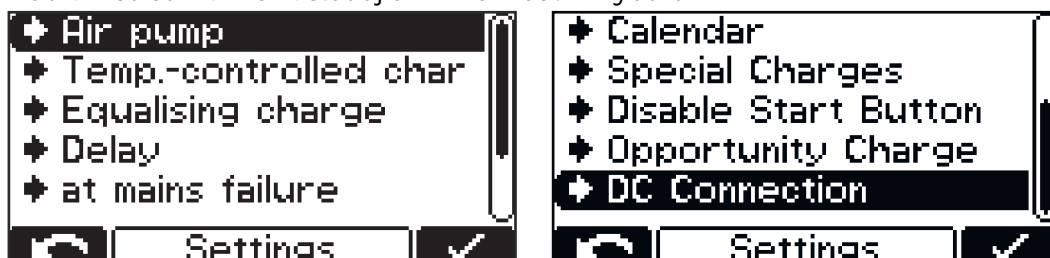 Air pump
Temp.-controlled char
Equalising charge
Delay
at mains failure
Settings
Calendar
Special Charges
Disable Start Button
Opportunity Charge
DC Connection
Settings